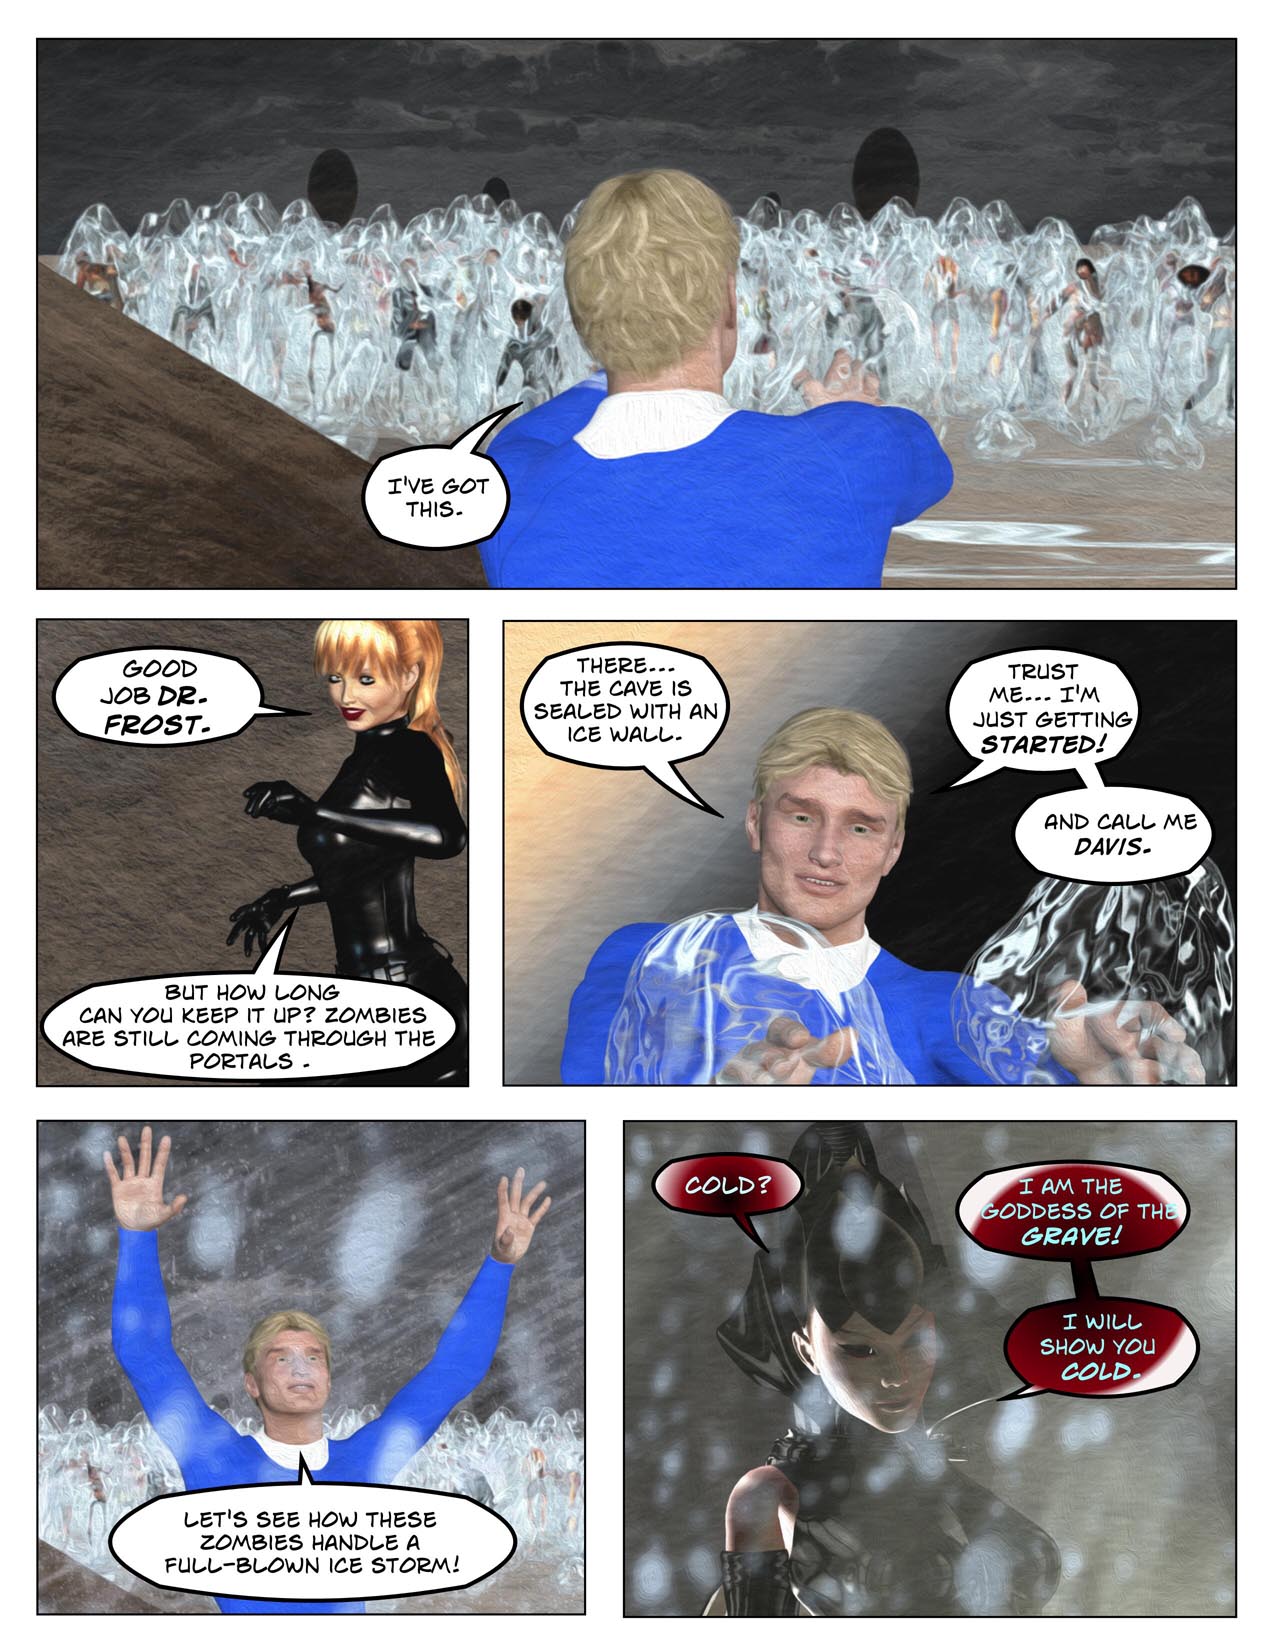 I'VE GOT
THIS.
GOOD
JOB DR.
FROST.
BUT HOW LONG
CAN YOU KEEP IT UP? ZOMBIES
ARE STILL COMING THROUGH THE
PORTALS .
THERE...
THE CAVE IS
SEALED WITH AN
ICE WALL.
TRUST
ME... I'M
JUST GETTING
STARTED!
AND CALL ME
DAVIS.
LET'S SEE HOW THESE
ZOMBIES HANDLE A
FULL-BLOWN ICE STORM!
COLD?
I AM THE
GODDESS OF THE
GRAVE!
I WILL
SHOW YOU
COLD.